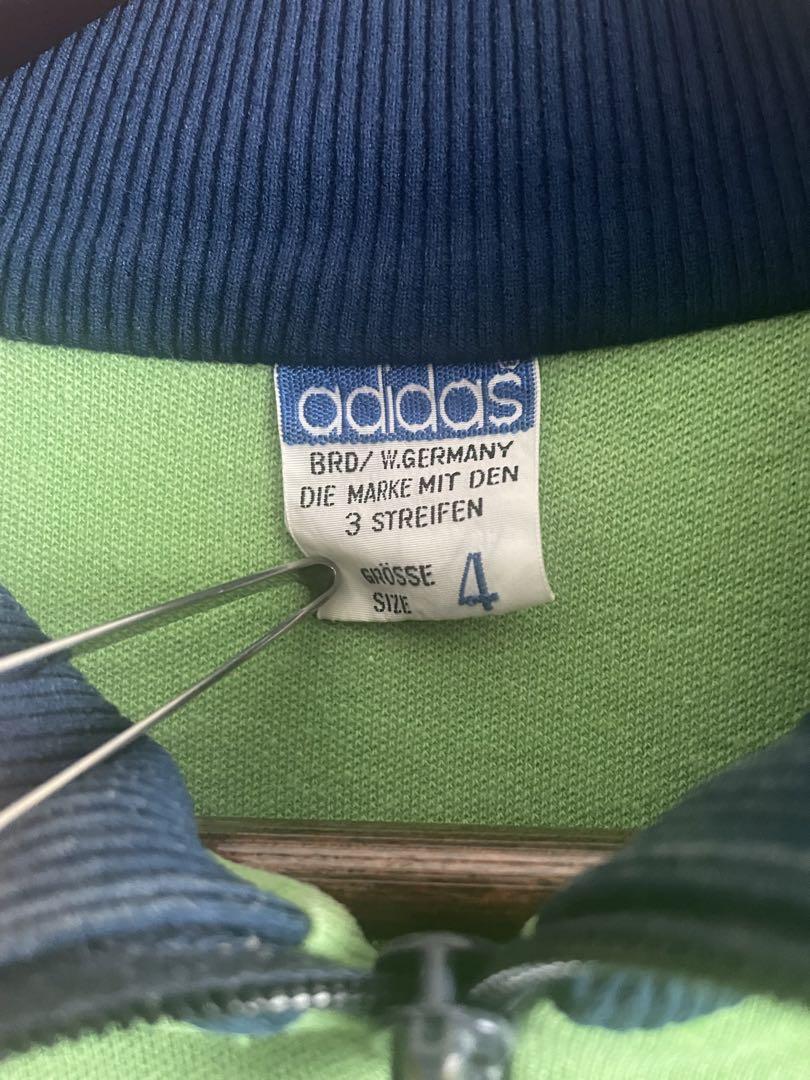 adidas®
BRD/ W.GERMANY
DIE MARKE MIT DEN
3 STREIFEN
GRÖSSE
SIZE 4